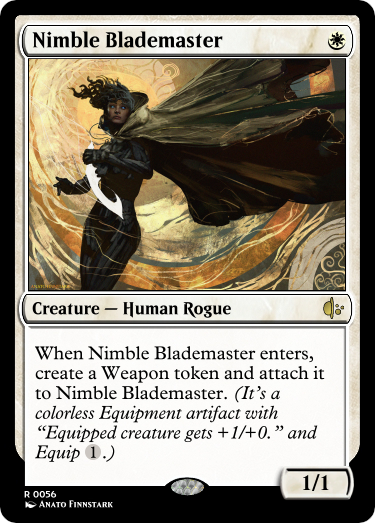 Nimble Blademaster
Creature — Human Rogue
When Nimble Blademaster enters,
create a Weapon token and attach it
to Nimble Blademaster. (It's a
colorless Equipment artifact with
“Equipped creature gets +1/+0.” and
Equip 1.)
1/1
R 0056
Anato Finnstark